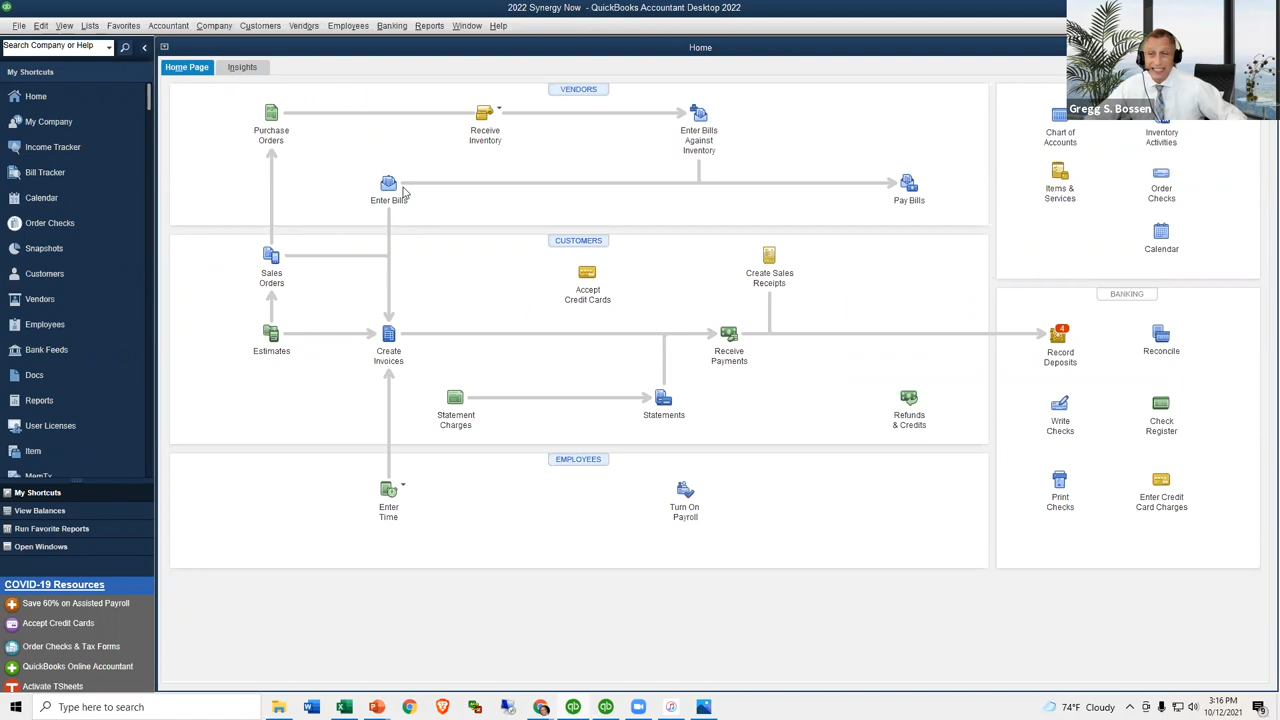 2022 Synergy Now - QuickBooks Accountant Desktop 2022
File Edit View Lists Favorites Accountant Company Customers Vendors Employees Banking Reports Window Help
Search Company or Help
Home
My Shortcuts
Home
My Company
Income Tracker
Bill Tracker
Calendar
Order Checks
Snapshots
Customers
Vendors
Employees
Bank Feeds
Docs
Reports
User Licenses
Item
MemTx
My Shortcuts
View Balances
Run Favorite Reports
Open Windows
COVID-19 Resources
Save 60% on Assisted Payroll
Accept Credit Cards
Order Checks & Tax Forms
QuickBooks Online Accountant
Activate TSheets
Home Page
Insights
VENDORS
Purchase
Orders
Receive
Inventory
Enter Bills
Against
Inventory
Enter Bills
Pay Bills
CUSTOMERS
Sales
Orders
Accept
Credit Cards
Create Sales
Receipts
Estimates
Create
Invoices
Receive
Payments
Statement
Charges
Statements
Refunds
& Credits
EMPLOYEES
Enter
Time
Turn On
Payroll
Gregg S. Bossen
Chart of
Accounts
Inventory
Activities
Items &
Services
Order
Checks
Calendar
BANKING
4
Record
Deposits
Reconcile
Write
Checks
Check
Register
Print
Checks
Enter Credit
Card Charges
Type here to search
74°F Cloudy
3:16 PM
10/12/2021
9